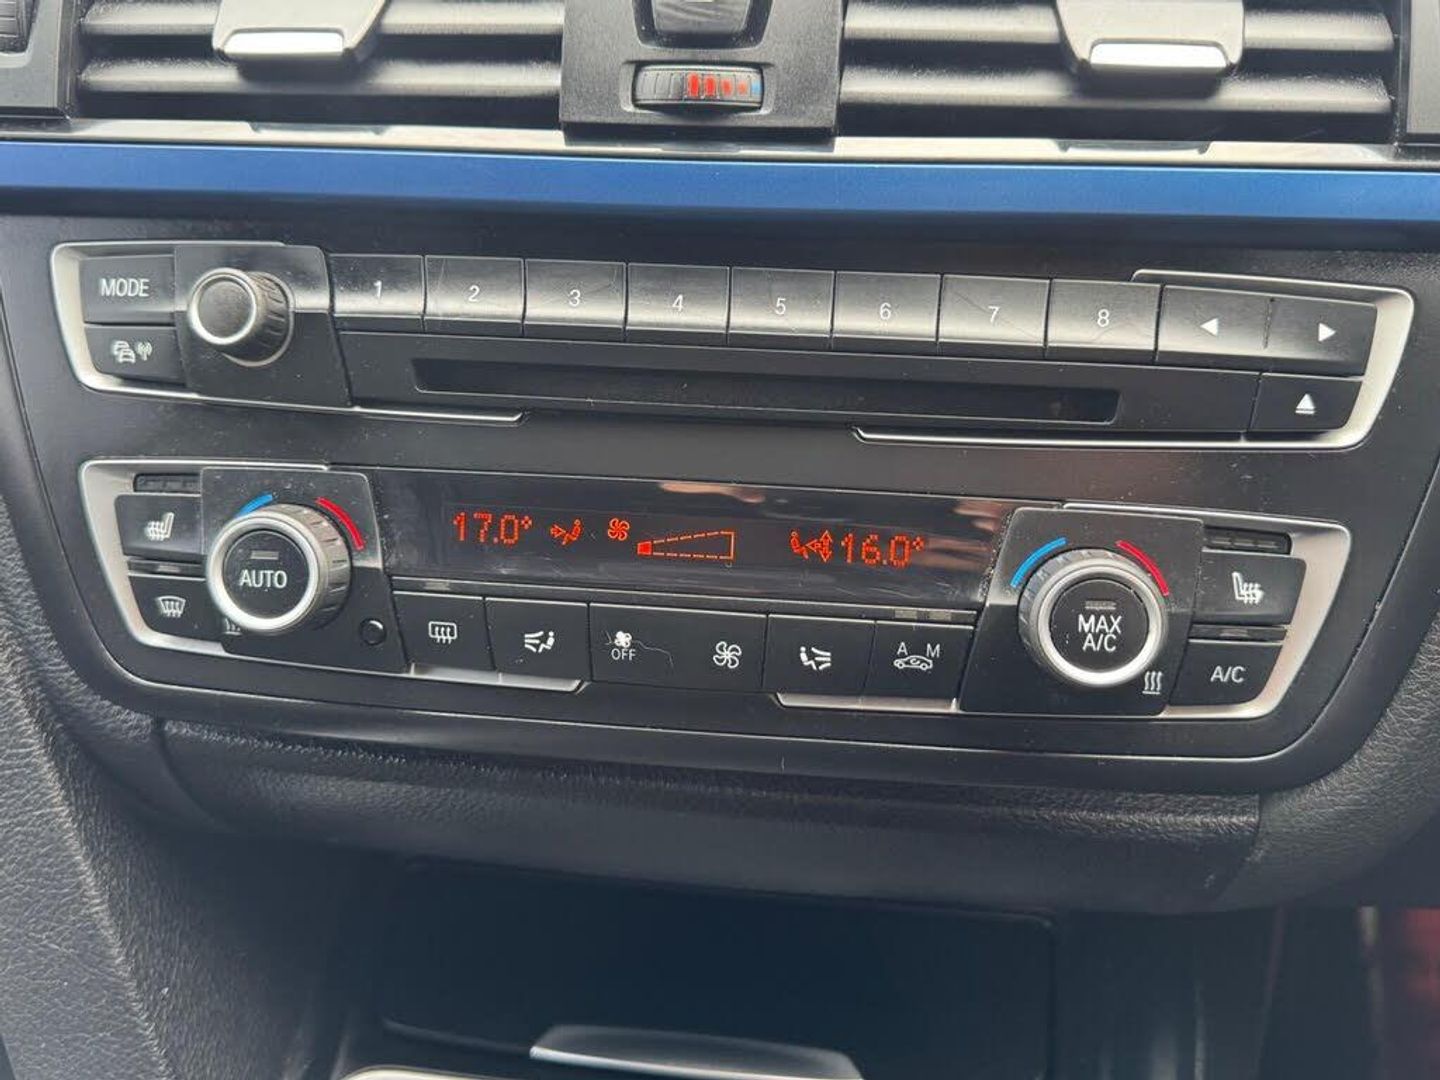 MODE
1 2 3 4 5 6 7 8
17.0° 16.0°
AUTO
OFF
A M
MAX
A/C
A/C